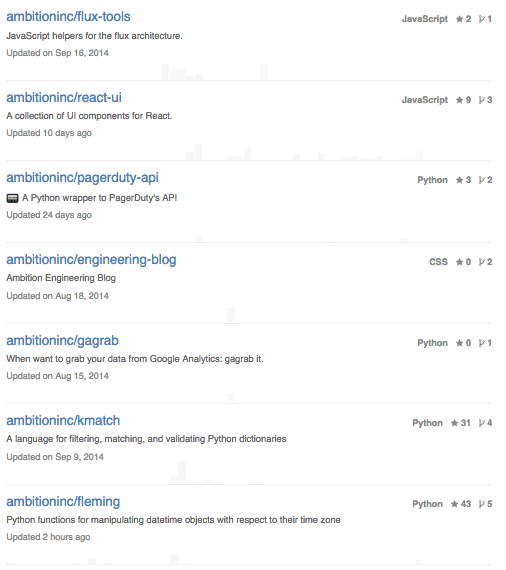 ambitioninc/flux-tools JavaScript 2 1
JavaScript helpers for the flux architecture.
Updated on Sep 16, 2014
ambitioninc/react-ui JavaScript 9 3
A collection of UI components for React.
Updated 10 days ago
ambitioninc/pagerduty-api Python 3 2
A Python wrapper to PagerDuty's API
Updated 24 days ago
ambitioninc/engineering-blog CSS 0 2
Ambition Engineering Blog
Updated on Aug 18, 2014
ambitioninc/gagrab Python 0 1
When want to grab your data from Google Analytics: gagrab it.
Updated on Aug 15, 2014
ambitioninc/kmatch Python 31 4
A language for filtering, matching, and validating Python dictionaries
Updated on Sep 9, 2014
ambitioninc/fleming Python 43 5
Python functions for manipulating datetime objects with respect to their time zone
Updated 2 hours ago